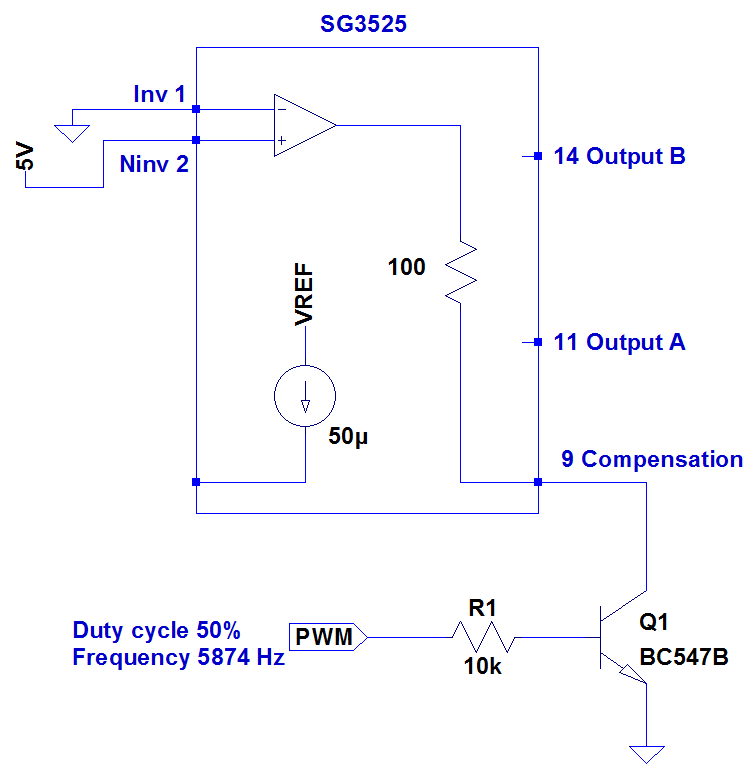 SG3525
Inv 1
5V
Ninv 2
14 Output B
100
VREF
11 Output A
50µ
9 Compensation
R1
Duty cycle 50%
Frequency 5874 Hz
PWM
10k
Q1
BC547B